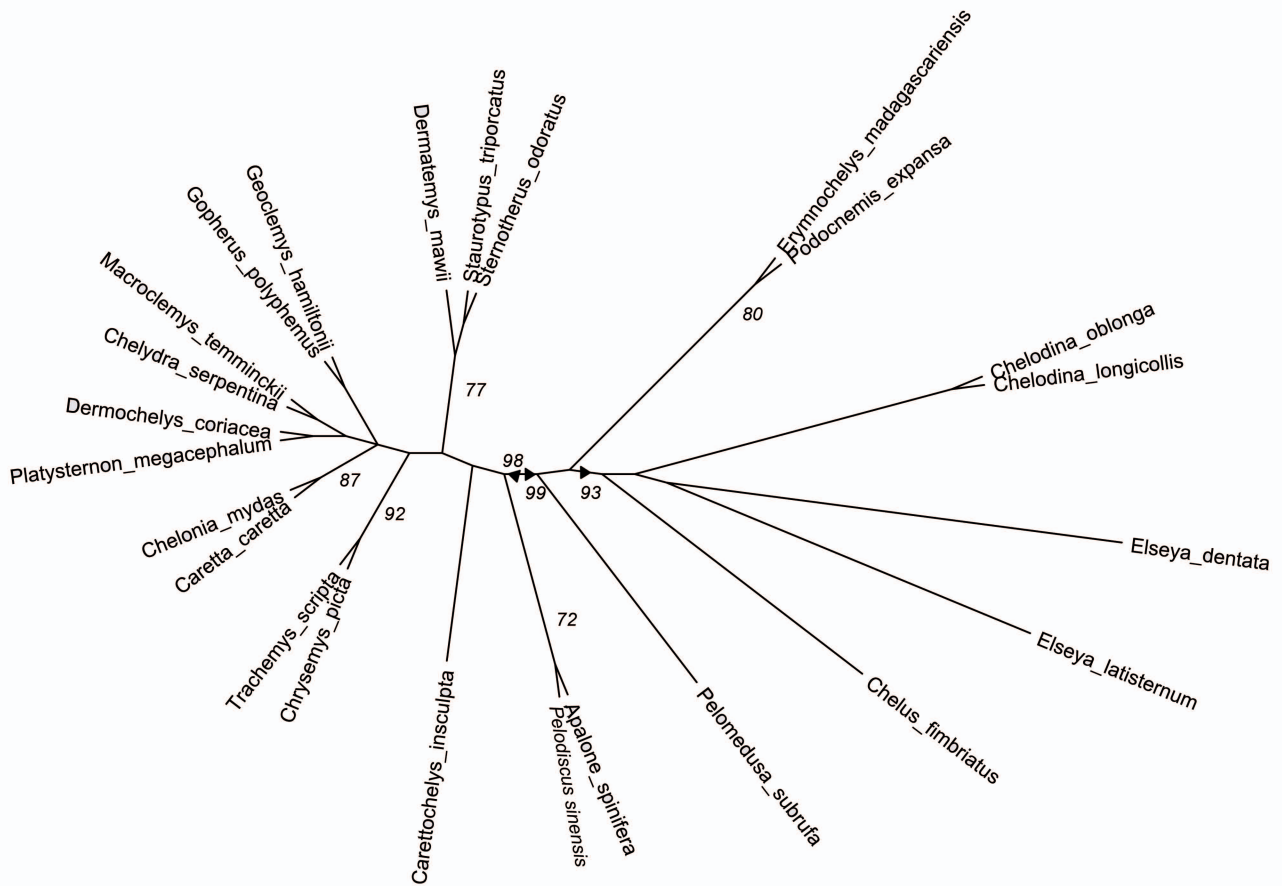 Erymnochelys_madagascariensis
Podocnemis_expansa
Staurotypus_triporcatus
Sternotherus_odoratus
Dermatemys_mawii
Geoclemys_hamiltonii
Gopherus_polyphemus
Macroclemys_temminckii
Chelydra_serpentina
Dermochelys_coriacea
Platysternon_megacephalum
Chelonia_mydas
Caretta_caretta
Trachemys_scripta
Chrysemys_picta
Carettochelys_insculpta
Pelodiscus sinensis
Apalone_spinifera
Pelomedusa_subrufa
Chelus_fimbriatus
Elseya_latisternum
Elseya_dentata
Chelodina_longicollis
Chelodina_oblonga
80
77
98
99
93
87
92
72